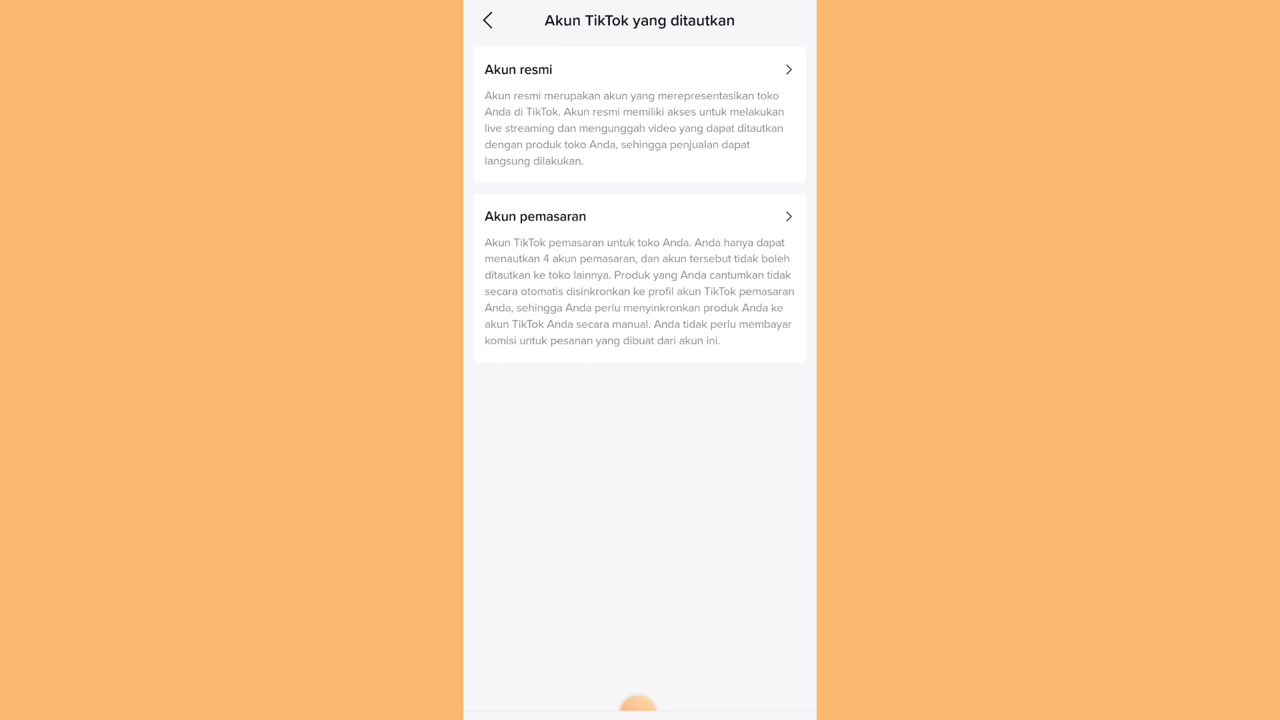 Akun TikTok yang ditautkan
Akun resmi
Akun resmi merupakan akun yang merepresentasikan toko
Anda di TikTok. Akun resmi memiliki akses untuk melakukan
live streaming dan mengunggah video yang dapat ditautkan
dengan produk toko Anda, sehingga penjualan dapat
langsung dilakukan.
Akun pemasaran
Akun TikTok pemasaran untuk toko Anda. Anda hanya dapat
menautkan 4 akun pemasaran, dan akun tersebut tidak boleh
ditautkan ke toko lainnya. Produk yang Anda cantumkan tidak
secara otomatis disinkronkan ke profil akun TikTok pemasaran
Anda, sehingga Anda perlu menyinkronkan produk Anda ke
akun TikTok Anda secara manual. Anda tidak perlu membayar
komisi untuk pesanan yang dibuat dari akun ini.